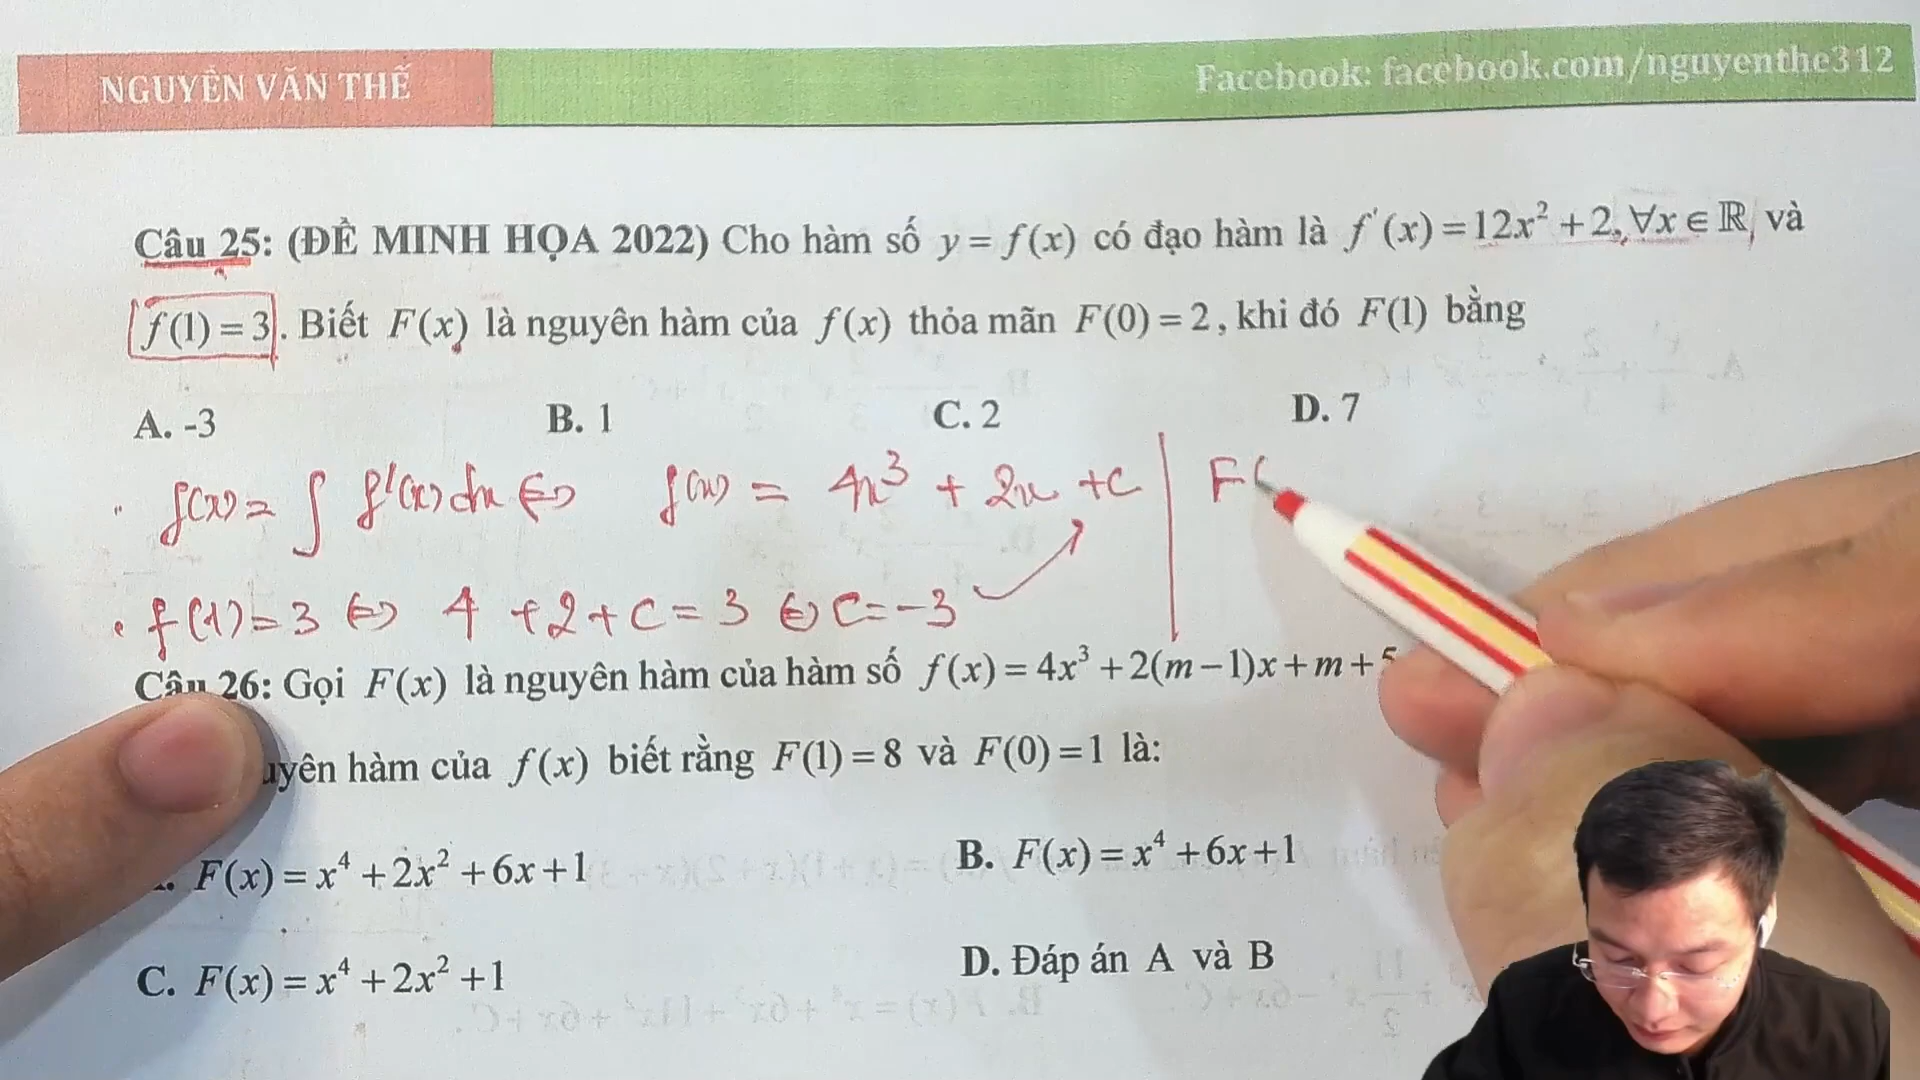 NGUYỄN VĂN THẾ
Facebook: facebook.com/nguyenthe312
Câu 25: (ĐỀ MINH HỌA 2022) Cho hàm số y = f(x) có đạo hàm là f'(x) = 12x² + 2, ∀x ∈ ℝ và
f(1) = 3. Biết F(x) là nguyên hàm của f(x) thỏa mãn F(0) = 2, khi đó F(1) bằng
A. -3 B. 1 C. 2 D. 7
f(x) = ∫ f'(x) dx ⇔ f(x) = 4x³ + 2x + C
F(
f(1) = 3 ⇔ 4 + 2 + C = 3 ⇔ C = -3
Câu 26: Gọi F(x) là nguyên hàm của hàm số f(x) = 4x³ + 2(m − 1)x + m + 5
uyên hàm của f(x) biết rằng F(1) = 8 và F(0) = 1 là:
F(x) = x⁴ + 2x² + 6x + 1 B. F(x) = x⁴ + 6x + 1
C. F(x) = x⁴ + 2x² + 1 D. Đáp án A và B